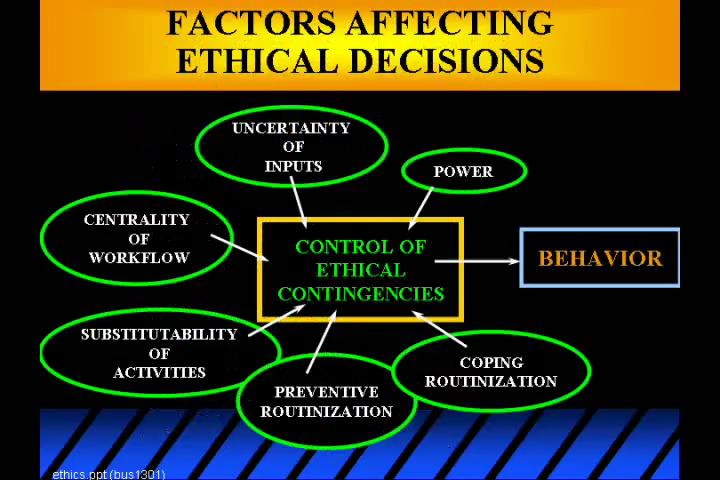 FACTORS AFFECTING
ETHICAL DECISIONS
UNCERTAINTY
OF
INPUTS
POWER
CENTRALITY
OF
WORKFLOW
CONTROL OF
ETHICAL
CONTINGENCIES
BEHAVIOR
SUBSTITUTABILITY
OF
ACTIVITIES
PREVENTIVE
ROUTINIZATION
COPING
ROUTINIZATION
ethics.ppt (bus1301)